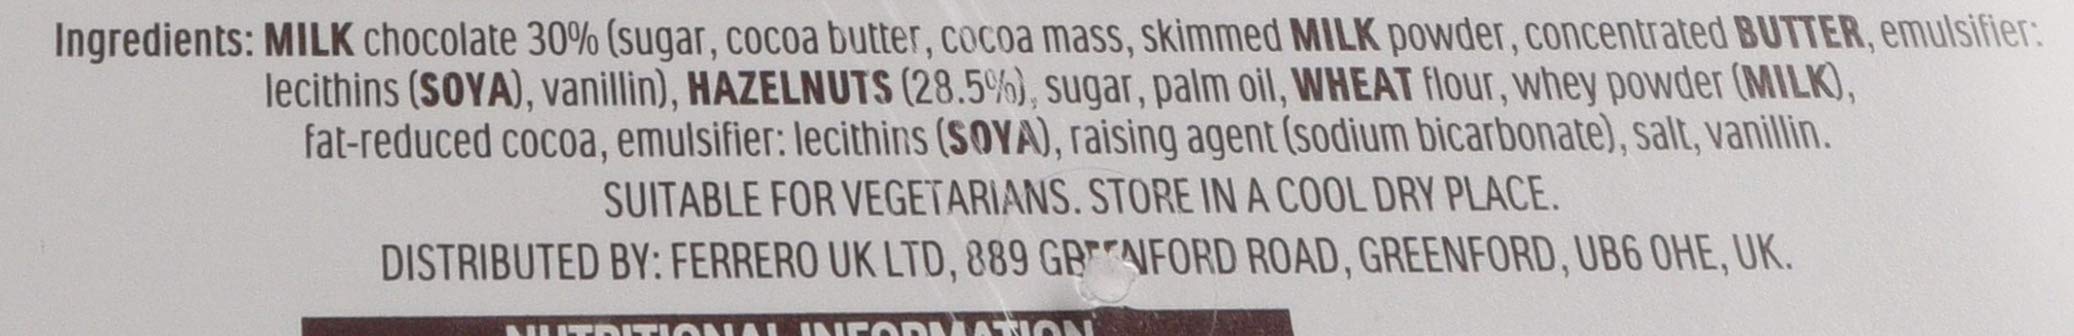 Ingredients: MILK chocolate 30% (sugar, cocoa butter, cocoa mass, skimmed MILK powder, concentrated BUTTER, emulsifier:
lecithins (SOYA), vanillin), HAZELNUTS (28.5%), sugar, palm oil, WHEAT flour, whey powder (MILK),
fat-reduced cocoa, emulsifier: lecithins (SOYA), raising agent (sodium bicarbonate), salt, vanillin.
SUITABLE FOR VEGETARIANS. STORE IN A COOL DRY PLACE.
DISTRIBUTED BY: FERRERO UK LTD, 889 GREENFORD ROAD, GREENFORD, UB6 0HE, UK.
NUTRITIONAL INFORMATION